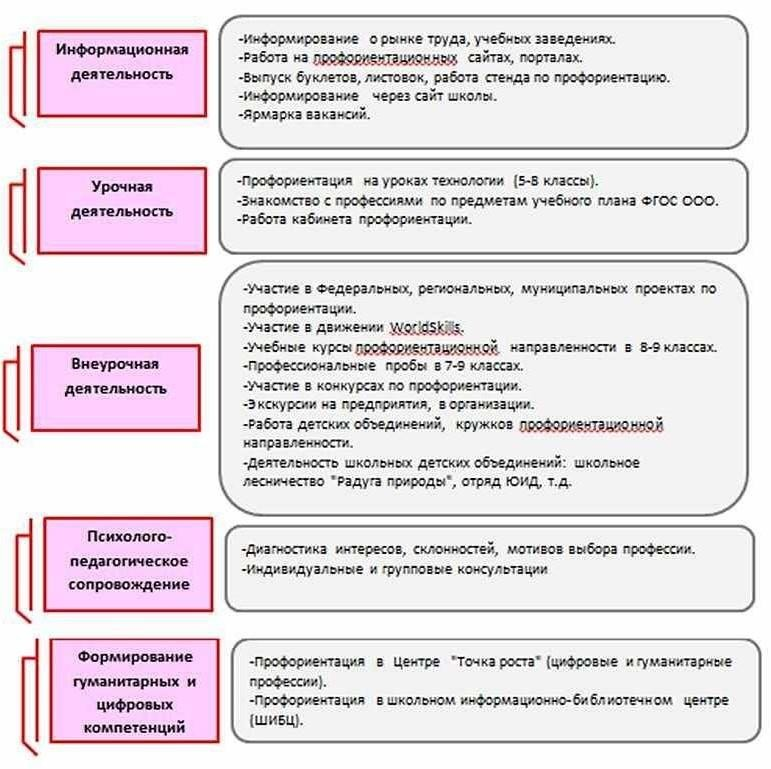 Информационная
деятельность
-Информирование о рынке труда, учебных заведениях.
-Работа на профориентационных сайтах, порталах.
-Выпуск буклетов, листовок, работа стенда по профориентацию.
-Информирование через сайт школы.
-Ярмарка вакансий.
Урочная
деятельность
-Профориентация на уроках технологии (5-8 классы).
-Знакомство с профессиями по предметам учебного плана ФГОС ООО.
-Работа кабинета профориентации.
Внеурочная
деятельность
-Участие в Федеральных, региональных, муниципальных проектах по
профориентации.
-Участие в движении WorldSkills.
-Учебные курсы профориентационной направленности в 8-9 классах.
-Профессиональные пробы в 7-9 классах.
-Участие в конкурсах по профориентации.
-Экскурсии на предприятия, в организации.
-Работа детских объединений, кружков профориентационной
направленности.
-Деятельность школьных детских объединений: школьное
лесничество "Радуга природы", отряд ЮИД, т.д.
Психолого-
педагогическое
сопровождение
-Диагностика интересов, склонностей, мотивов выбора профессии.
-Индивидуальные и групповые консультации
Формирование
гуманитарных и
цифровых
компетенций
-Профориентация в Центре "Точка роста" (цифровые и гуманитарные
профессии).
-Профориентация в школьном информационно-библиотечном центре
(ШИБЦ).